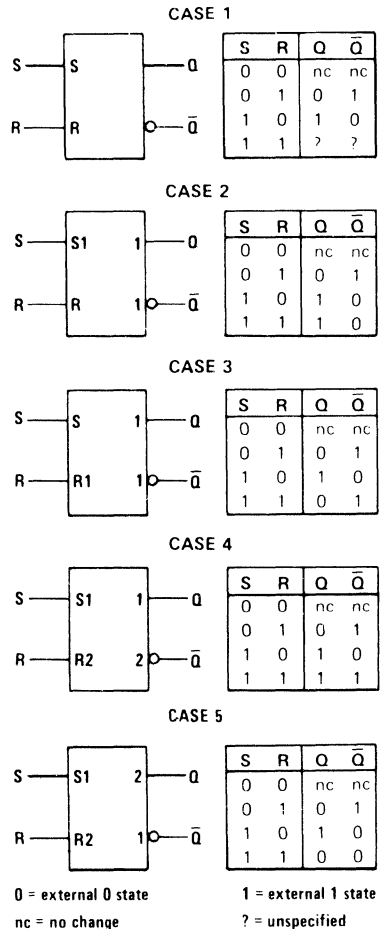 CASE 1
S S Q
R R Q̅
S R Q Q̅
0 0 nc nc
0 1 0 1
1 0 1 0
1 1 ? ?
CASE 2
S S1 1 Q
R R 1 Q̅
S R Q Q̅
0 0 nc nc
0 1 0 1
1 0 1 0
1 1 1 0
CASE 3
S S 1 Q
R R1 1 Q̅
S R Q Q̅
0 0 nc nc
0 1 0 1
1 0 1 0
1 1 0 1
CASE 4
S S1 1 Q
R R2 2 Q̅
S R Q Q̅
0 0 nc nc
0 1 0 1
1 0 1 0
1 1 1 1
CASE 5
S S1 2 Q
R R2 1 Q̅
S R Q Q̅
0 0 nc nc
0 1 0 1
1 0 1 0
1 1 0 0
0 = external 0 state 1 = external 1 state
nc = no change ? = unspecified